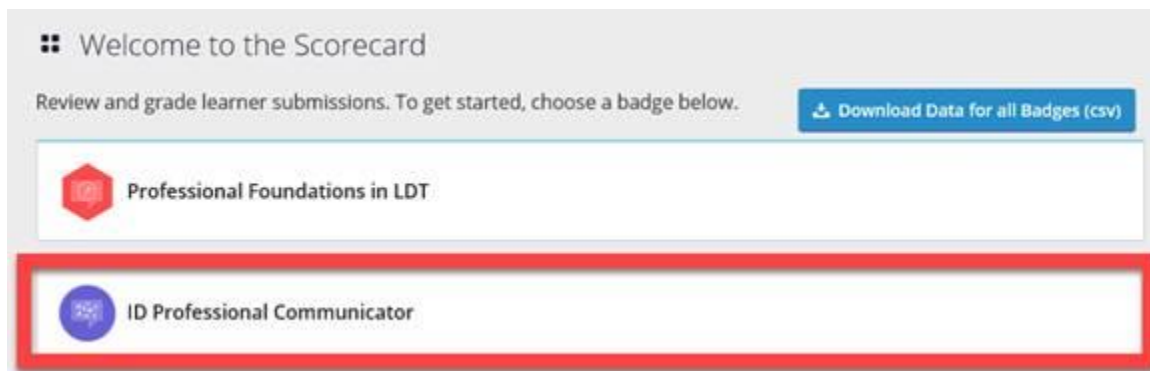 Welcome to the Scorecard
Review and grade learner submissions. To get started, choose a badge below.
Download Data for all Badges (csv)
Professional Foundations in LDT
ID Professional Communicator